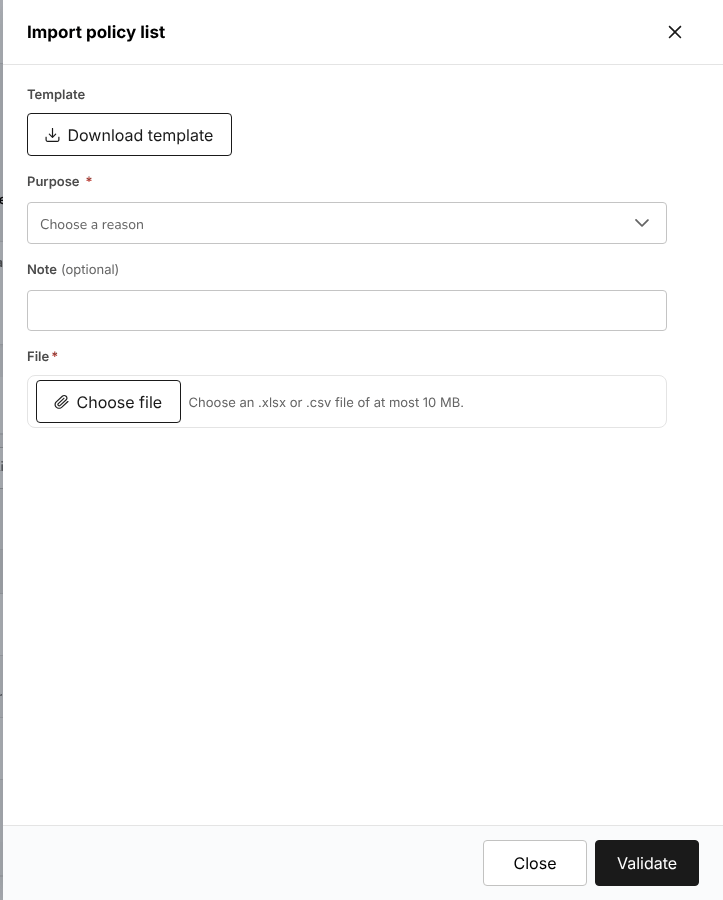 Import policy list
Template
Download template
Purpose *
Choose a reason
Note (optional)
File *
Choose file
Choose an .xlsx or .csv file of at most 10 MB.
Close
Validate